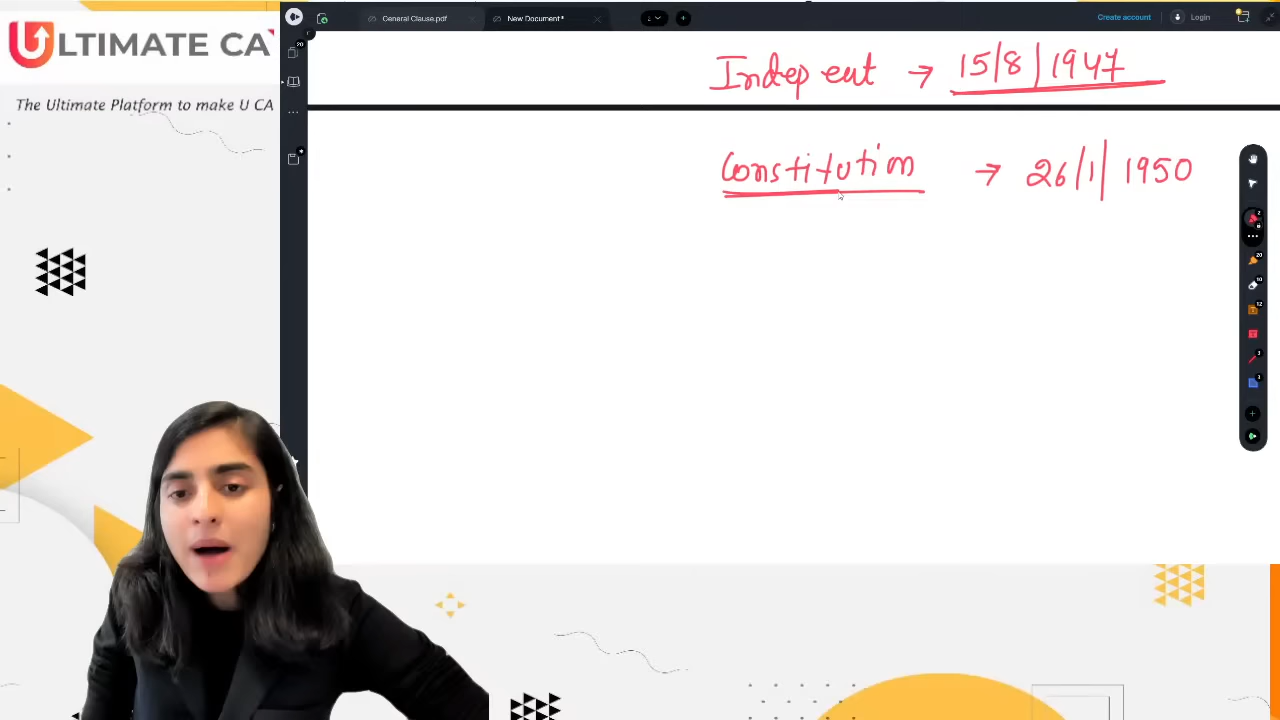 ULTIMATE CA
The Ultimate Platform to make U CA
General Clause.pdf
New Document*
Create account
Login
Indep eut → 15/8/1947
Constitution → 26/1/1950